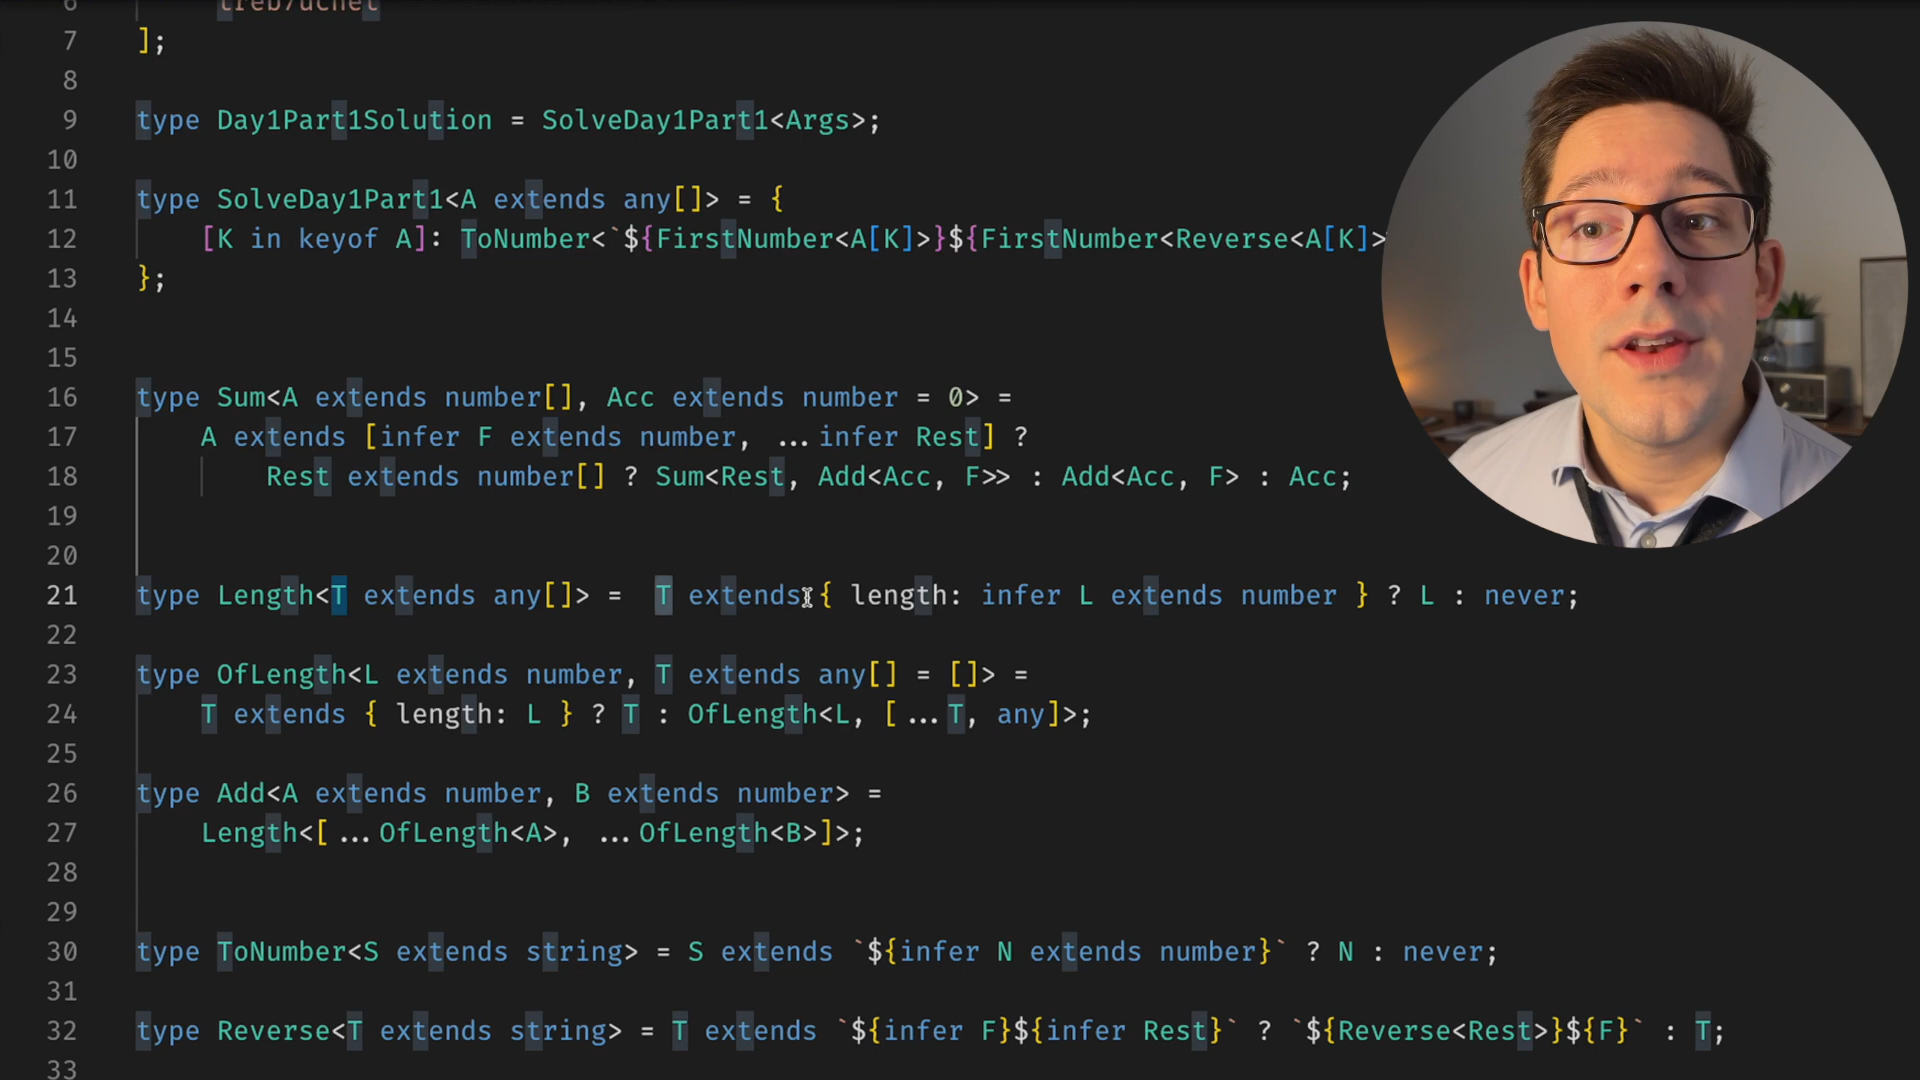 6 treb7uchet
7 ];
8
9 type Day1Part1Solution = SolveDay1Part1<Args>;
10
11 type SolveDay1Part1<A extends any[]> = {
12 [K in keyof A]: ToNumber<`${FirstNumber<A[K]>}${FirstNumber<Reverse<A[K]>
13 };
14
15
16 type Sum<A extends number[], Acc extends number = 0> =
17 A extends [infer F extends number, ...infer Rest] ?
18 Rest extends number[] ? Sum<Rest, Add<Acc, F>> : Add<Acc, F> : Acc;
19
20
21 type Length<T extends any[]> =  T extends { length: infer L extends number } ? L : never;
22
23 type OfLength<L extends number, T extends any[] = []> =
24 T extends { length: L } ? T : OfLength<L, [...T, any]>;
25
26 type Add<A extends number, B extends number> =
27 Length<[...OfLength<A>, ...OfLength<B>]>;
28
29
30 type ToNumber<S extends string> = S extends `${infer N extends number}` ? N : never;
31
32 type Reverse<T extends string> = T extends `${infer F}${infer Rest}` ? `${Reverse<Rest>}${F}` : T;
33